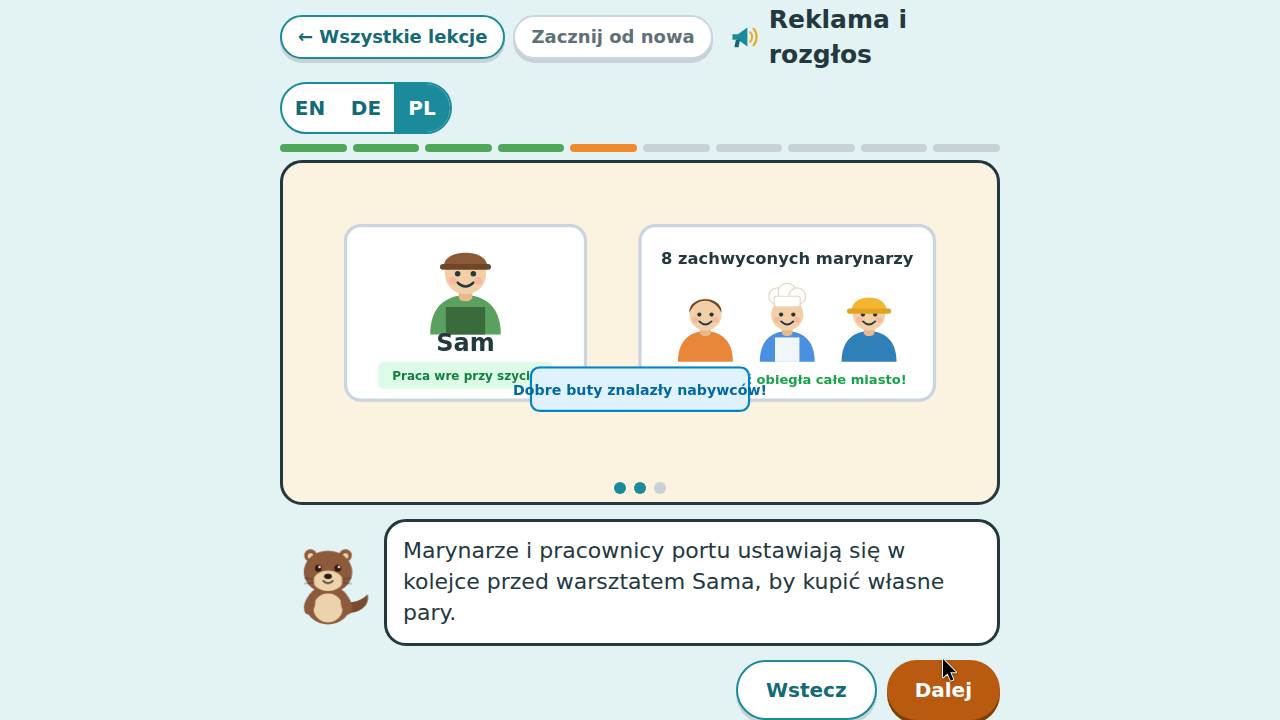 ← Wszystkie lekcje
Zacznij od nowa
Reklama i
rozgłos
EN DE PL
8 zachwyconych marynarzy
Sam
Praca wre przy
obiegła całe miasto!
Dobre buty znalazły nabywców!
Marynarze i pracownicy portu ustawiają się w
kolejce przed warsztatem Sama, by kupić własne
pary.
Wstecz
Dalej